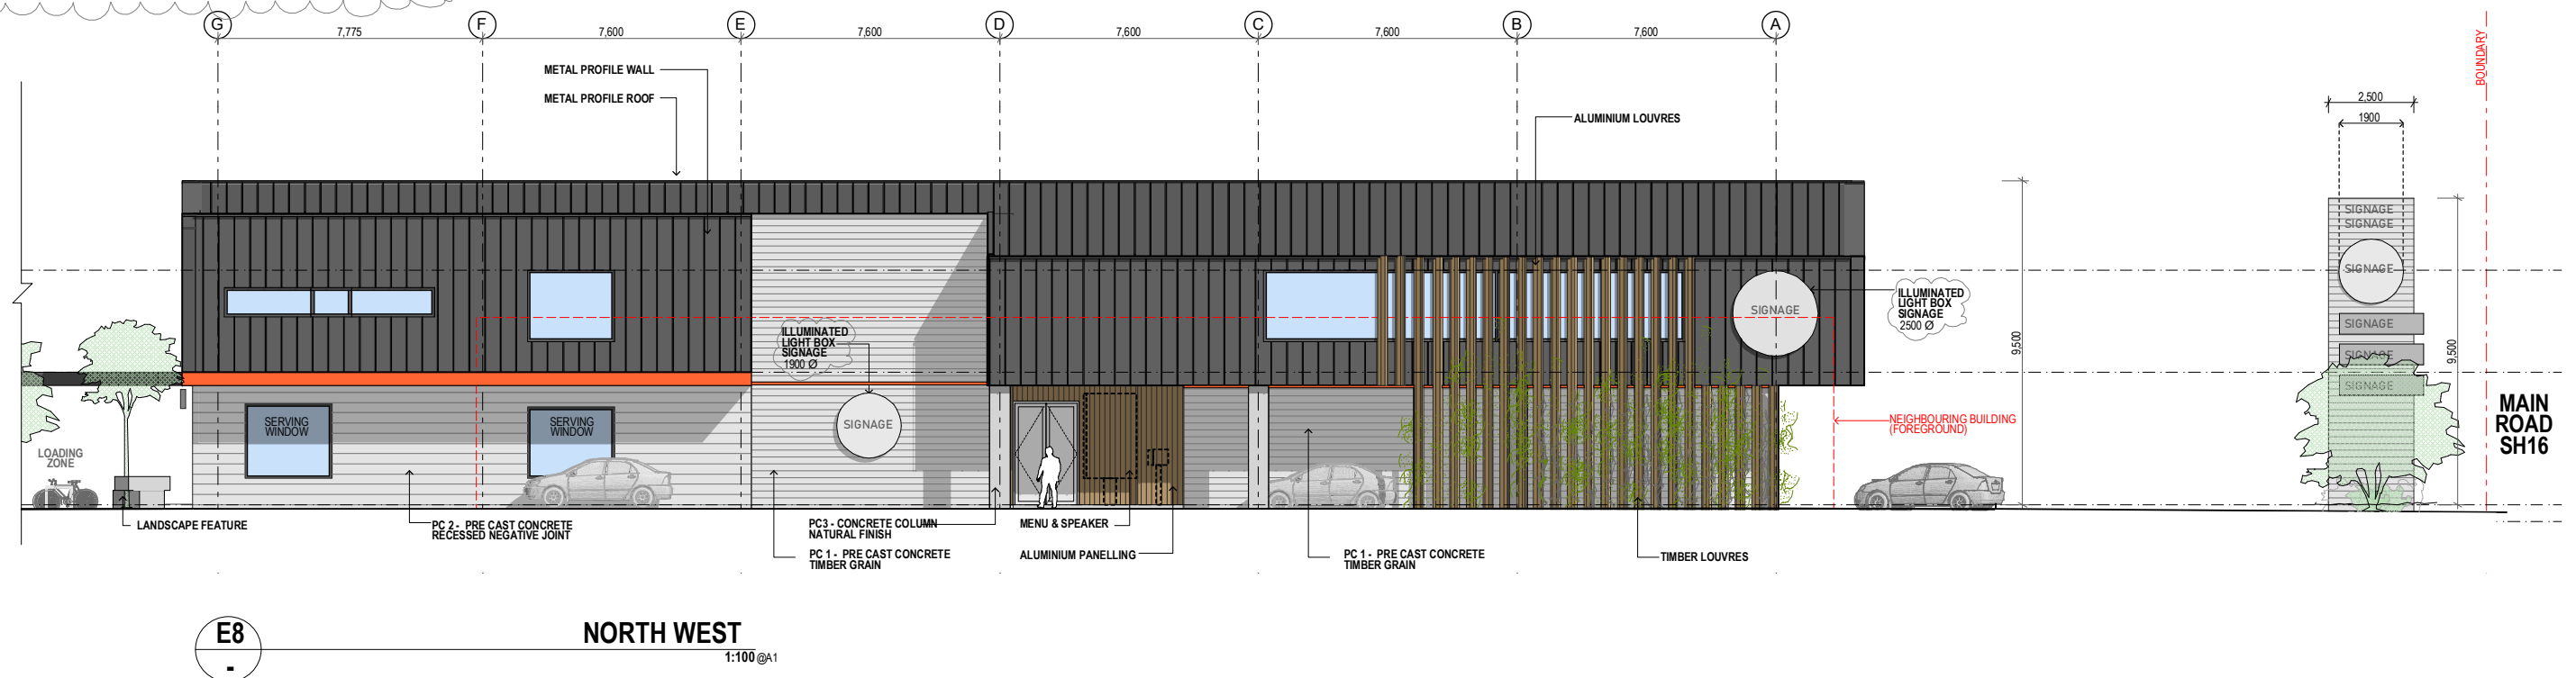 G
F
E
D
C
B
A
7,775
7,600
7,600
7,600
7,600
7,600
BOUNDARY
METAL PROFILE WALL
METAL PROFILE ROOF
ALUMINIUM LOUVRES
2,500
1900
SIGNAGE
SIGNAGE
SIGNAGE
SIGNAGE
SIGNAGE
SIGNAGE
9,500
9,500
ILLUMINATED
LIGHT BOX
SIGNAGE
2500 Ø
SIGNAGE
ILLUMINATED
LIGHT BOX
SIGNAGE
1900 Ø
SIGNAGE
SERVING
WINDOW
SERVING
WINDOW
LOADING
ZONE
NEIGHBOURING BUILDING
(FOREGROUND)
MAIN
ROAD
SH16
LANDSCAPE FEATURE
PC 2 - PRE CAST CONCRETE
RECESSED NEGATIVE JOINT
PC3 - CONCRETE COLUMN
NATURAL FINISH
PC 1 - PRE CAST CONCRETE
TIMBER GRAIN
MENU & SPEAKER
ALUMINIUM PANELLING
PC 1 - PRE CAST CONCRETE
TIMBER GRAIN
TIMBER LOUVRES
E8
-
NORTH WEST
1:100 @A1